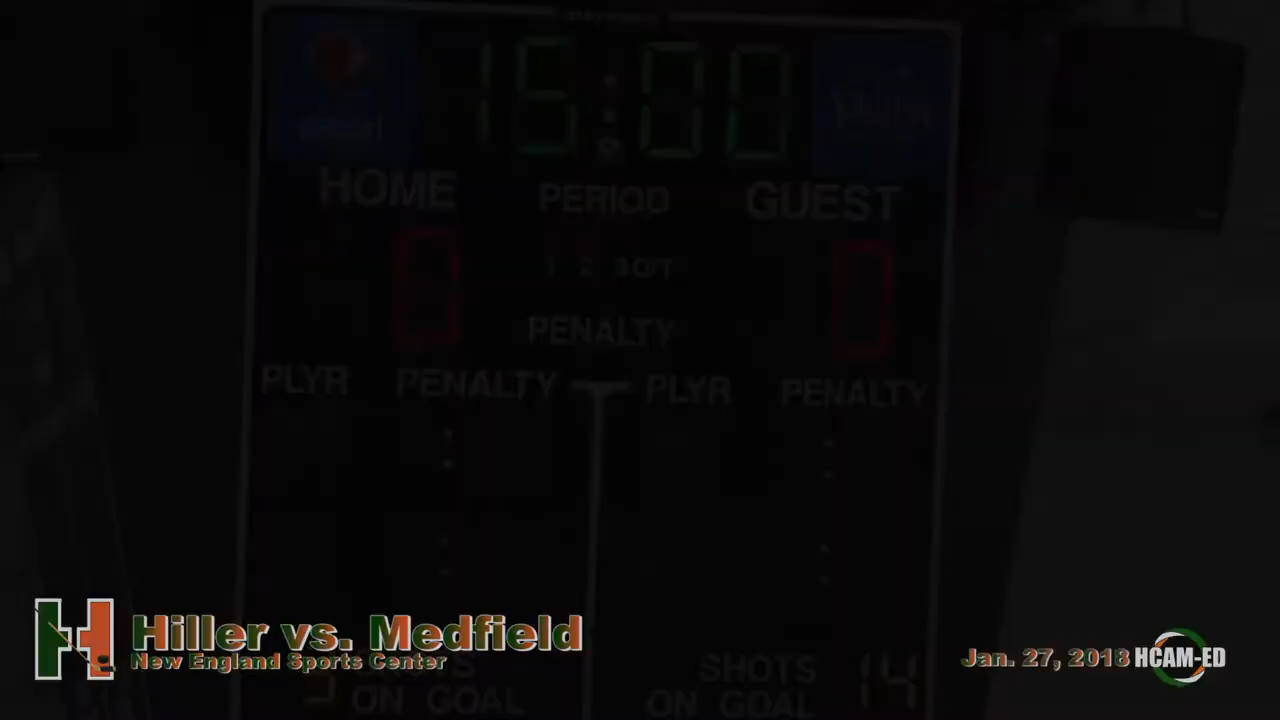 15:00
HOME PERIOD GUEST
0 0
1 2 3 O/T
PENALTY
PLYR PENALTY PLYR PENALTY
Hiller vs. Medfield
New England Sports Center
Jan. 27, 2018 HCAM-ED
SHOTS SHOTS 14
ON GOAL ON GOAL